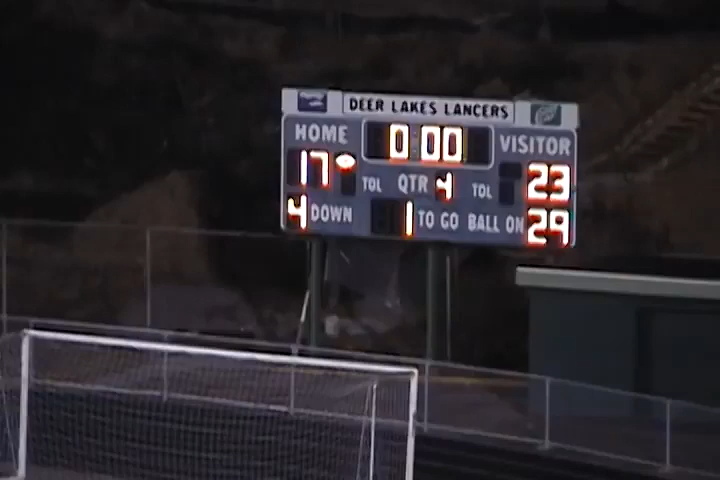 DEER LAKES LANCERS
HOME 0:00 VISITOR
17 TOL QTR 4 TOL 23
4 DOWN 1 TO GO BALL ON 29